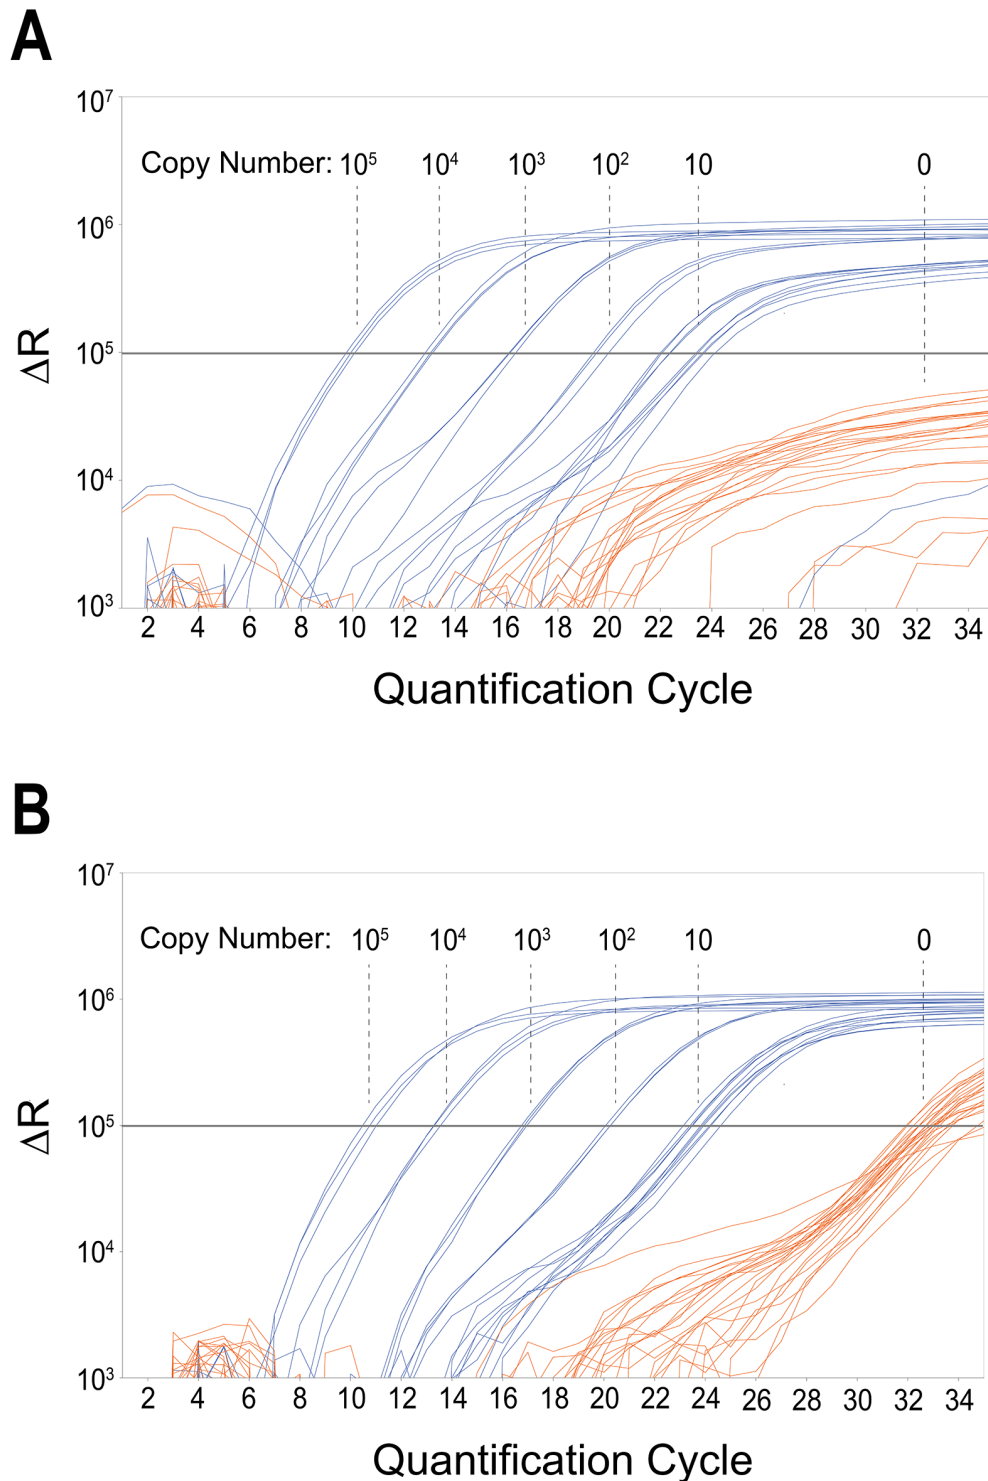 A
10⁷
Copy Number: 10⁵ 10⁴ 10³ 10² 10 0
10⁶
10⁵
ΔR
10⁴
10³
2 4 6 8 10 12 14 16 18 20 22 24 26 28 30 32 34
Quantification Cycle
B
10⁷
Copy Number: 10⁵ 10⁴ 10³ 10² 10 0
10⁶
10⁵
ΔR
10⁴
10³
2 4 6 8 10 12 14 16 18 20 22 24 26 28 30 32 34
Quantification Cycle